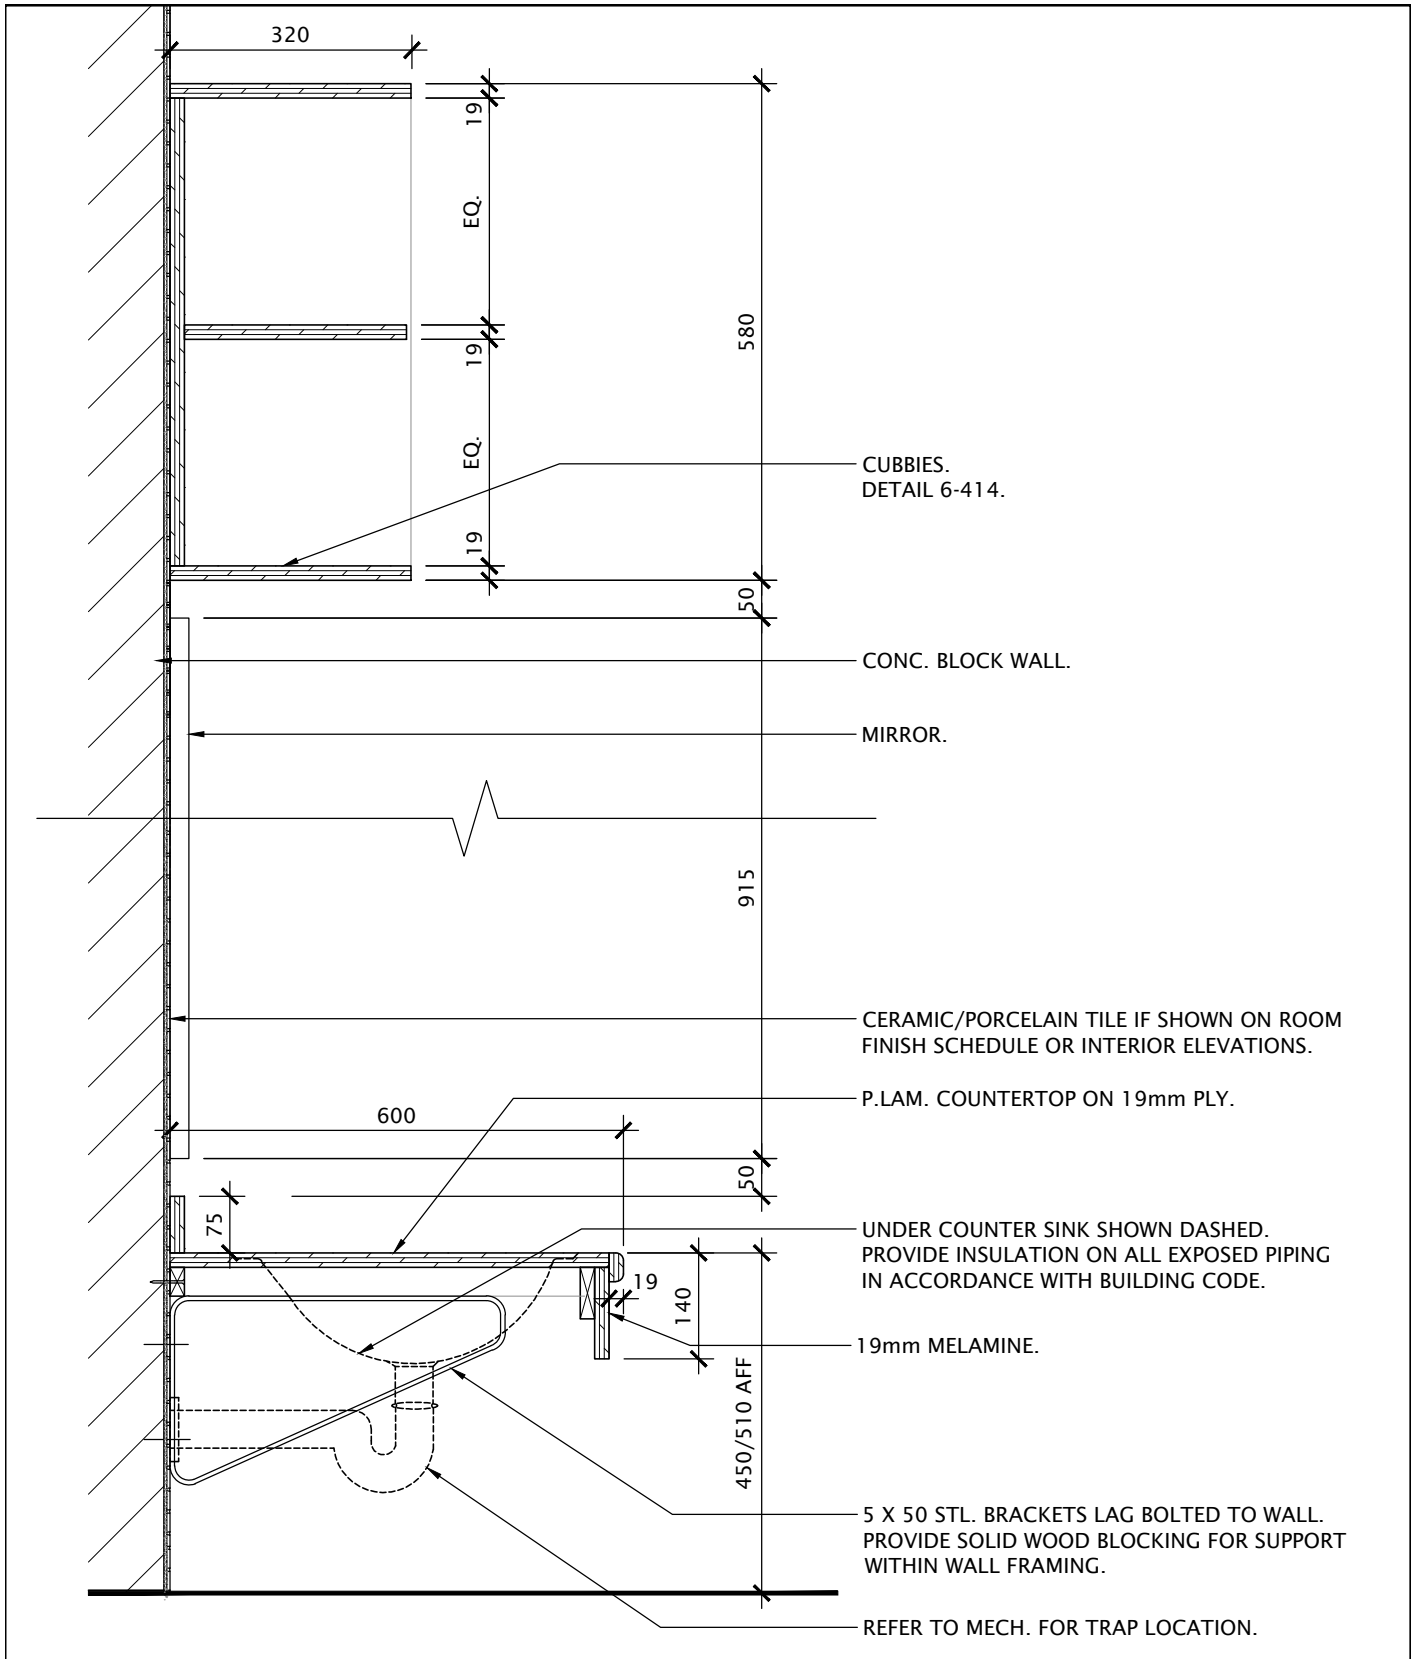 320
19
EQ.
580
19
EQ.
CUBBIES.
DETAIL 6-414.
19
50
CONC. BLOCK WALL.
MIRROR.
915
CERAMIC/PORCELAIN TILE IF SHOWN ON ROOM
FINISH SCHEDULE OR INTERIOR ELEVATIONS.
P.LAM. COUNTERTOP ON 19mm PLY.
600
50
75
UNDER COUNTER SINK SHOWN DASHED.
PROVIDE INSULATION ON ALL EXPOSED PIPING
IN ACCORDANCE WITH BUILDING CODE.
19
140
19mm MELAMINE.
450/510 AFF
5 X 50 STL. BRACKETS LAG BOLTED TO WALL.
PROVIDE SOLID WOOD BLOCKING FOR SUPPORT
WITHIN WALL FRAMING.
REFER TO MECH. FOR TRAP LOCATION.